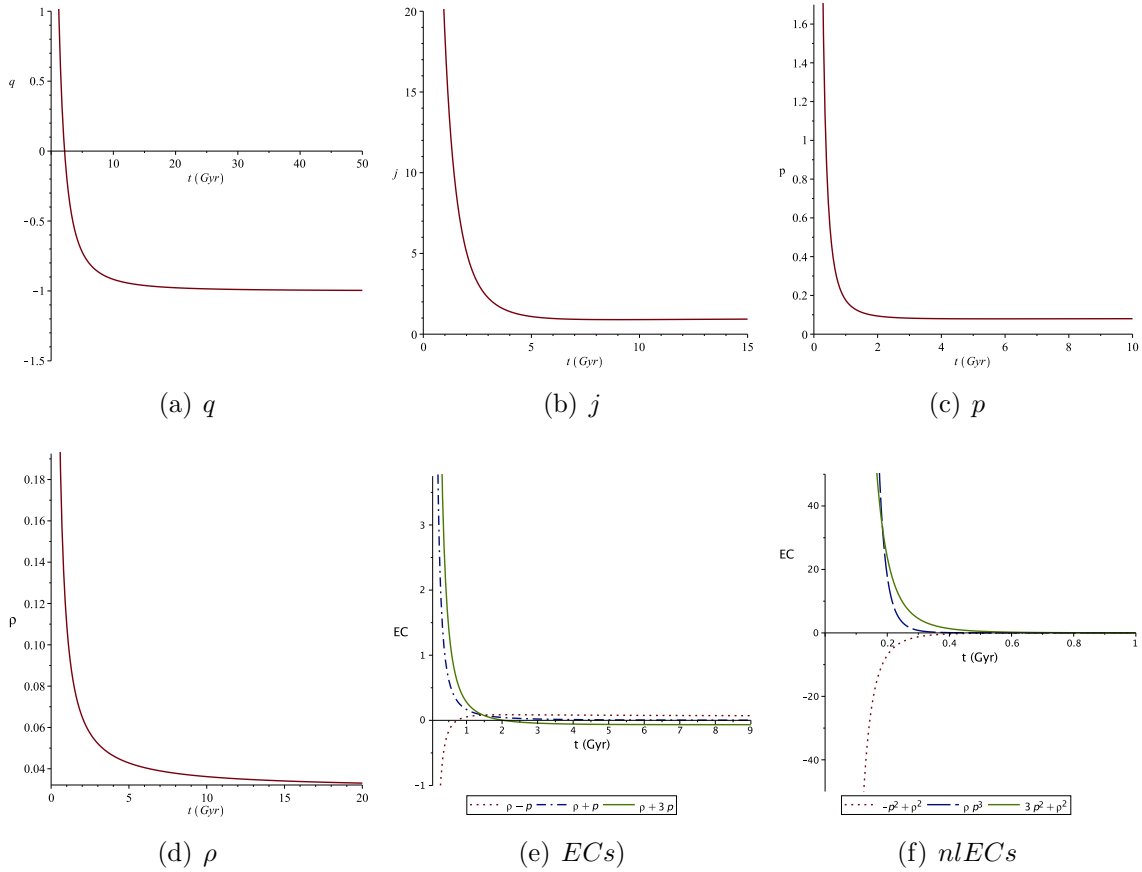 1
0.5
q
0
10 20 30 40 50
t (Gyr)
−0.5
−1
−1.5
(a) q
20
15
10
j
5
0
0 5 10 15
t (Gyr)
(b) j
1.6
1.4
1.2
1
p
0.8
0.6
0.4
0.2
0
0 2 4 6 8 10
t (Gyr)
(c) p
0.18
0.16
0.14
0.12
ρ
0.10
0.08
0.06
0.04
0 5 10 15 20
t (Gyr)
(d) ρ
3
2
EC
1
0
1 2 3 4 5 6 7 8 9
t (Gyr)
−1
ρ − p ρ + p ρ + 3 p
(e) ECs)
40
EC
20
0
0.2 0.4 0.6 0.8 1
t (Gyr)
−20
−40
−p² + ρ² ρ p³ 3 p² + ρ²
(f) nlECs